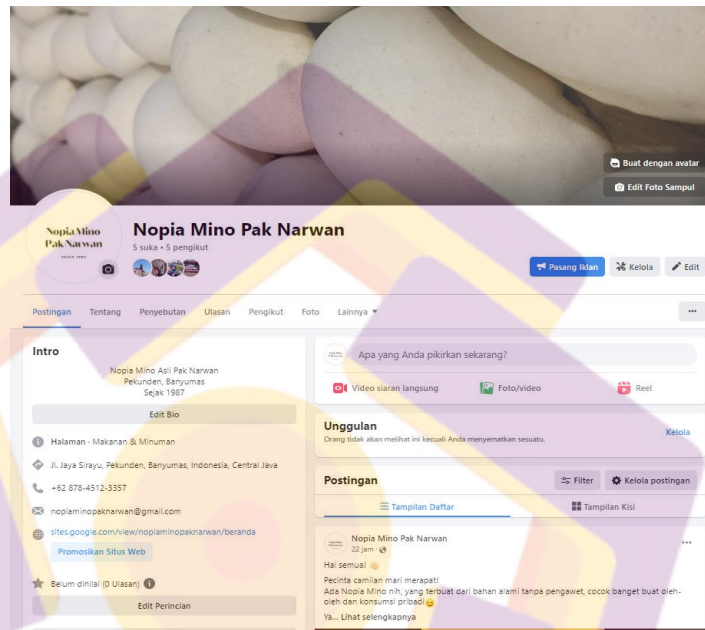 Buat dengan avatar
Edit Foto Sampul
Nopia Mino
Pak Narwan
Nopia Mino Pak Narwan
5 suka • 5 pengikut
Pasang Iklan
Kelola
Edit
Postingan
Tentang
Penyebutan
Ulasan
Pengikut
Foto
Lainnya
Intro
Nopia Mino Asli Pak Narwan
Pekunden, Banyumas
Sejak 1987
Edit Bio
Halaman · Makanan & Minuman
Jl. Jaya Sirayu, Pekunden, Banyumas, Indonesia, Central Java
+62 878-4512-3357
nopiaminopaknarwan@gmail.com
sites.google.com/view/nopiaminopaknarwan/beranda
Promosikan Situs Web
Belum dinilai (0 Ulasan)
Edit Perincian
Apa yang Anda pikirkan sekarang?
Video siaran langsung
Foto/video
Reel
Unggulan
Kelola
Orang tidak akan melihat ini kecuali Anda menyematkan sesuatu.
Postingan
Filter
Kelola postingan
Tampilan Daftar
Tampilan Kisi
Nopia Mino Pak Narwan
22 jam
Hai semua! 👋
Pecinta camilan mari merapat!
Ada Nopia Mino nih, yang terbuat dari bahan alami tanpa pengawet, cocok banget buat oleh-
oleh dan konsumsi pribadi😋
Ya... Lihat selengkapnya